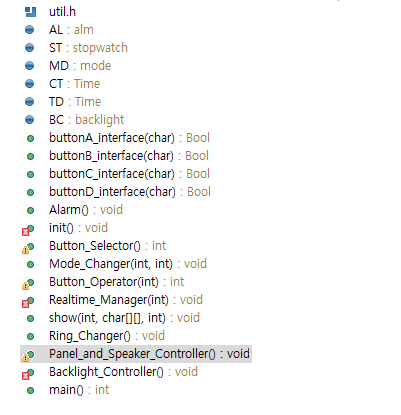 util.h
AL : alm
ST : stopwatch
MD : mode
CT : Time
TD : Time
BC : backlight
buttonA_interface(char) : Bool
buttonB_interface(char) : Bool
buttonC_interface(char) : Bool
buttonD_interface(char) : Bool
Alarm() : void
init() : void
Button_Selector() : int
Mode_Changer(int, int) : void
Button_Operator(int) : int
Realtime_Manager(int) : void
show(int, char[][], int) : void
Ring_Changer() : void
Panel_and_Speaker_Controller() : void
Backlight_Controller() : void
main() : int